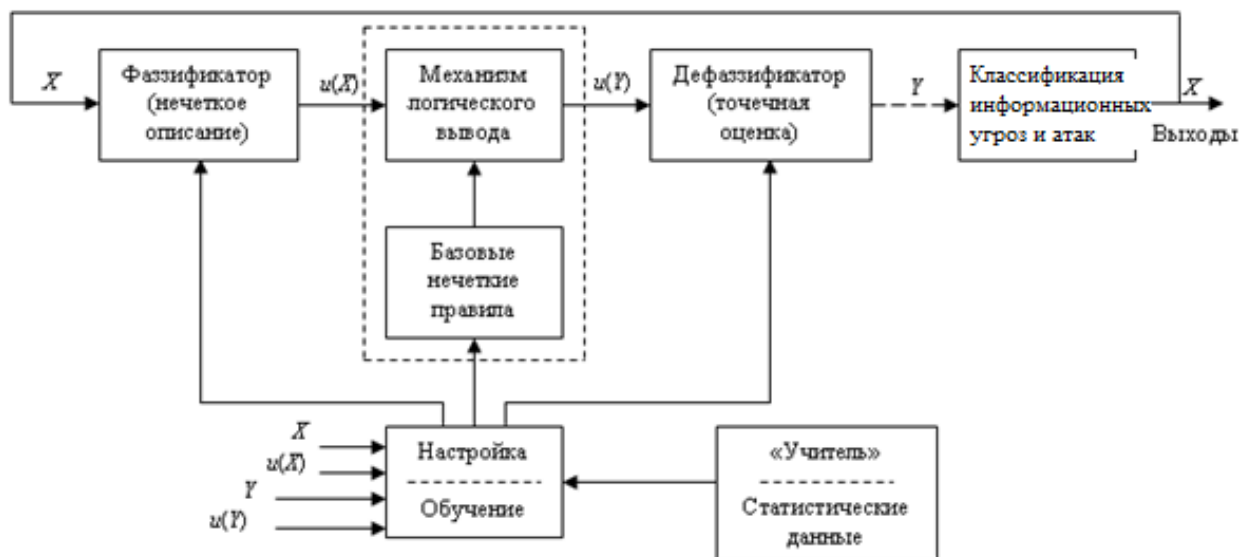 X
Фаззификатор
(нечеткое
описание)
u(X)
Механизм
логического
вывода
u(Y)
Дефаззификатор
(точечная
оценка)
Y
Классификация
информационных
угроз и атак
X
Выходы
Базовые
нечеткие
правила
X
u(X)
Y
u(Y)
Настройка
Обучение
«Учитель»
Статистические
данные